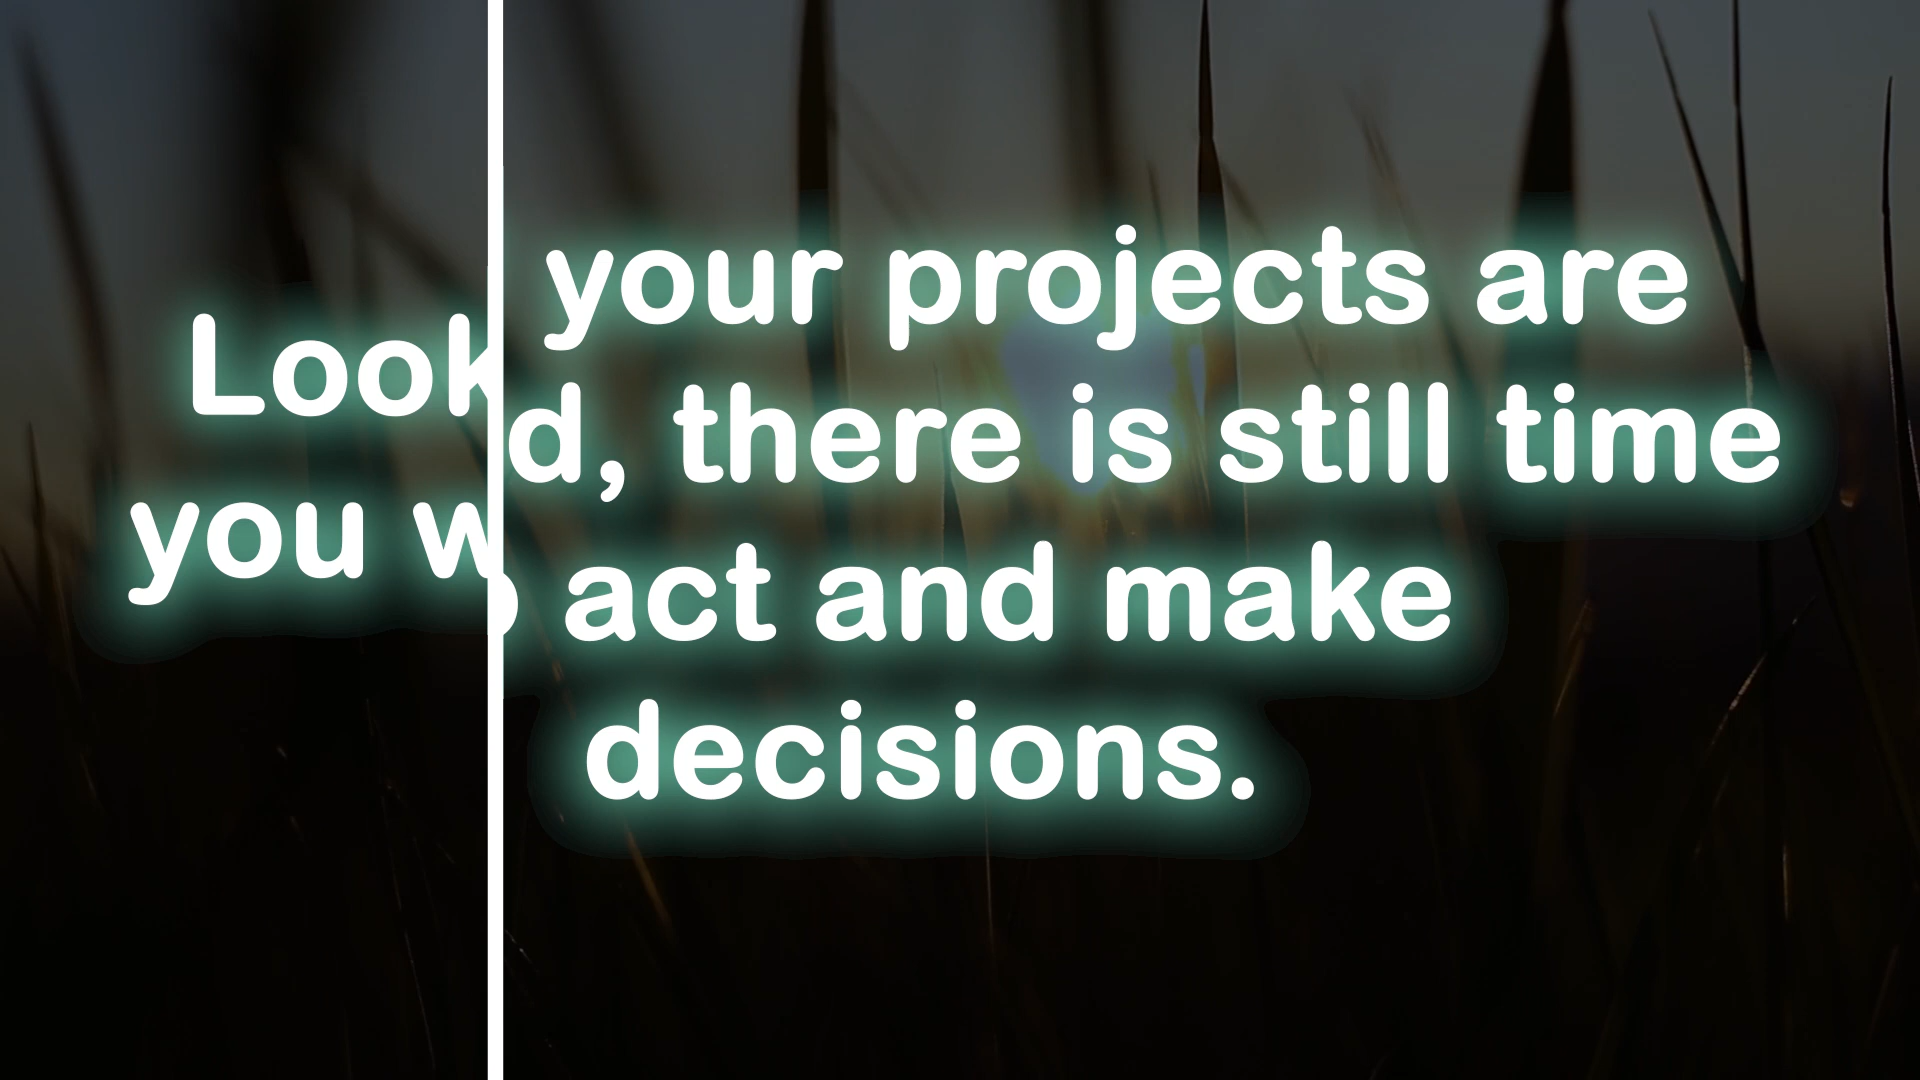 Look
you w
your projects are
d, there is still time
act and make
decisions.